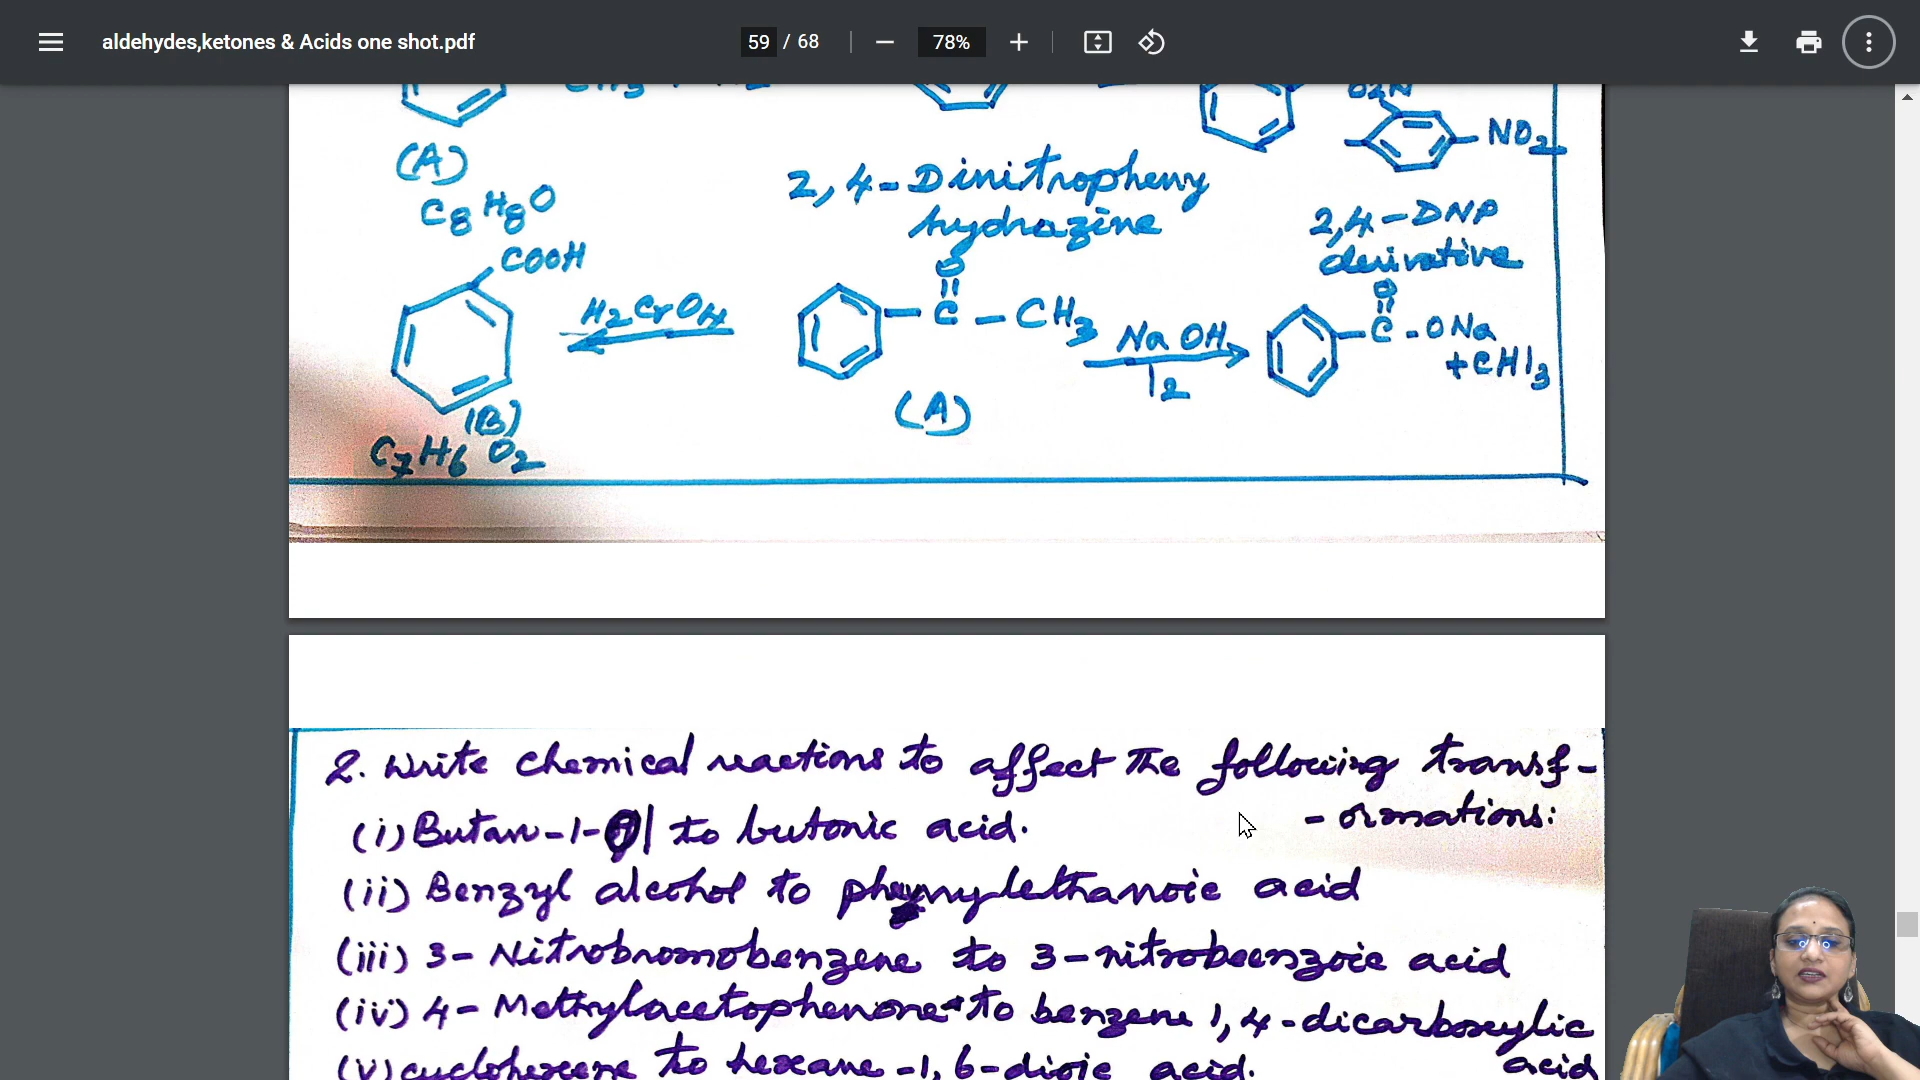 aldehydes,ketones & Acids one shot.pdf
59 / 68
78%
O2N
NO2
(A)
C8H8O
2,4-Dinitropheny
hydrazine
2,4-DNP
derivative
COOH
H2CrO4
O
C - CH3
NaOH
I2
O
C - ONa
+CHI3
(B)
C7H6O2
(A)
2. Write chemical reactions to affect the following transf-
- ormations:
(i) Butan-1-ol to butonic acid.
(ii) Benzyl alcohol to phenylethanoic acid
(iii) 3- Nitrobromobenzene to 3-nitrobenzoic acid
(iv) 4- Methylacetophenone to benzene 1,4-dicarboxylic
acid
(v) cyclohexene to hexane -1,6-dioic acid.